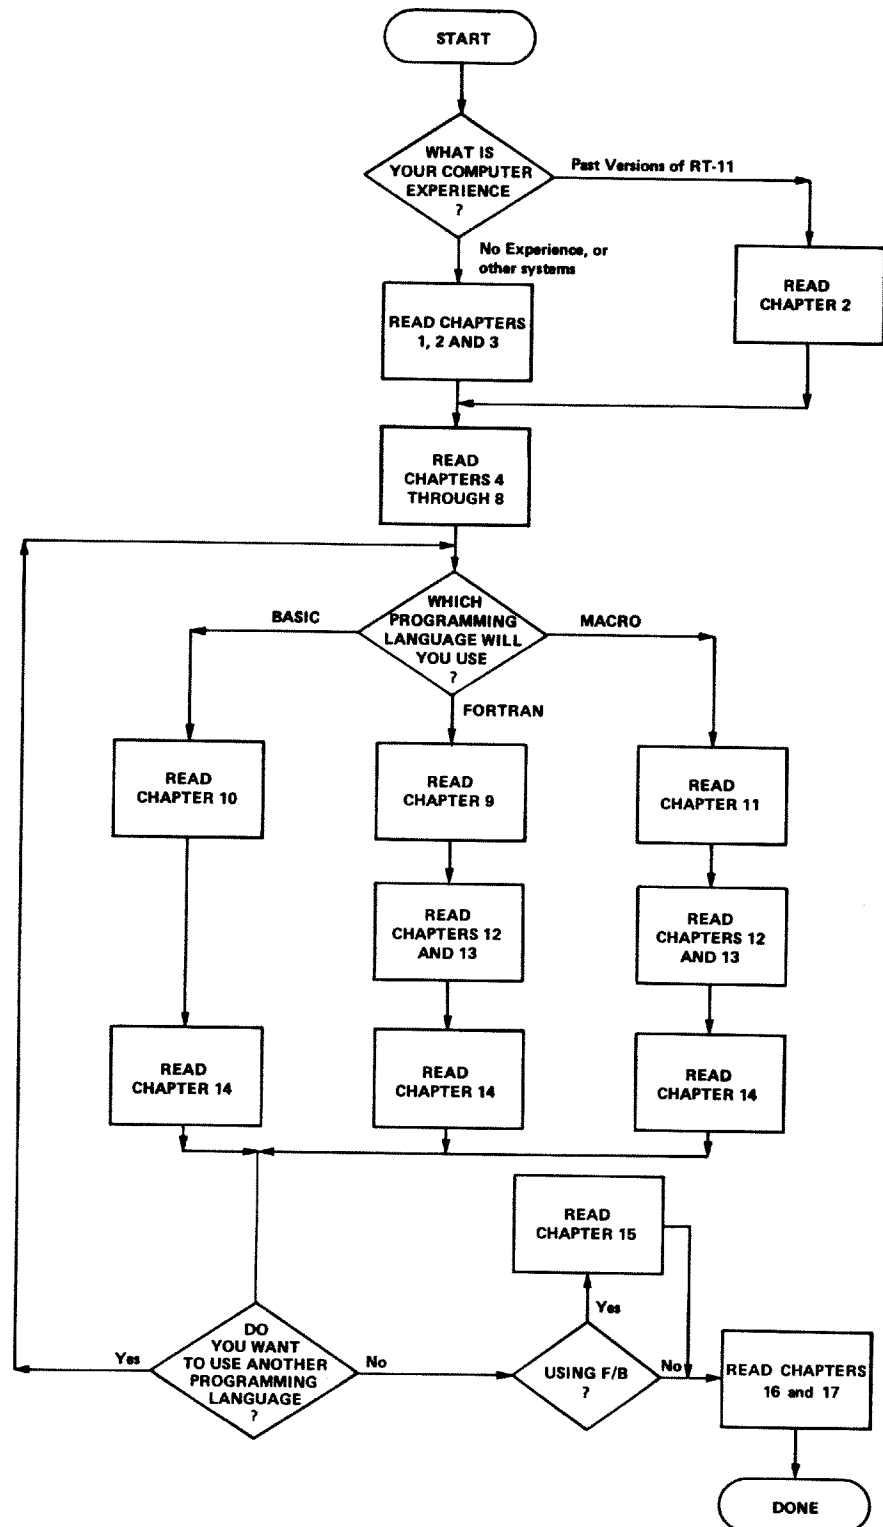 START
WHAT IS
YOUR COMPUTER
EXPERIENCE
?
Past Versions of RT-11
No Experience, or
other systems
READ
CHAPTER 2
READ CHAPTERS
1, 2 AND 3
READ
CHAPTERS 4
THROUGH 8
WHICH
PROGRAMMING
LANGUAGE WILL
YOU USE
?
BASIC
MACRO
FORTRAN
READ
CHAPTER 10
READ
CHAPTER 9
READ
CHAPTER 11
READ
CHAPTERS 12
AND 13
READ
CHAPTERS 12
AND 13
READ
CHAPTER 14
READ
CHAPTER 14
READ
CHAPTER 14
READ
CHAPTER 15
DO
YOU WANT
TO USE ANOTHER
PROGRAMMING
LANGUAGE
?
Yes
No
Yes
USING F/B
?
No
READ CHAPTERS
16 and 17
DONE